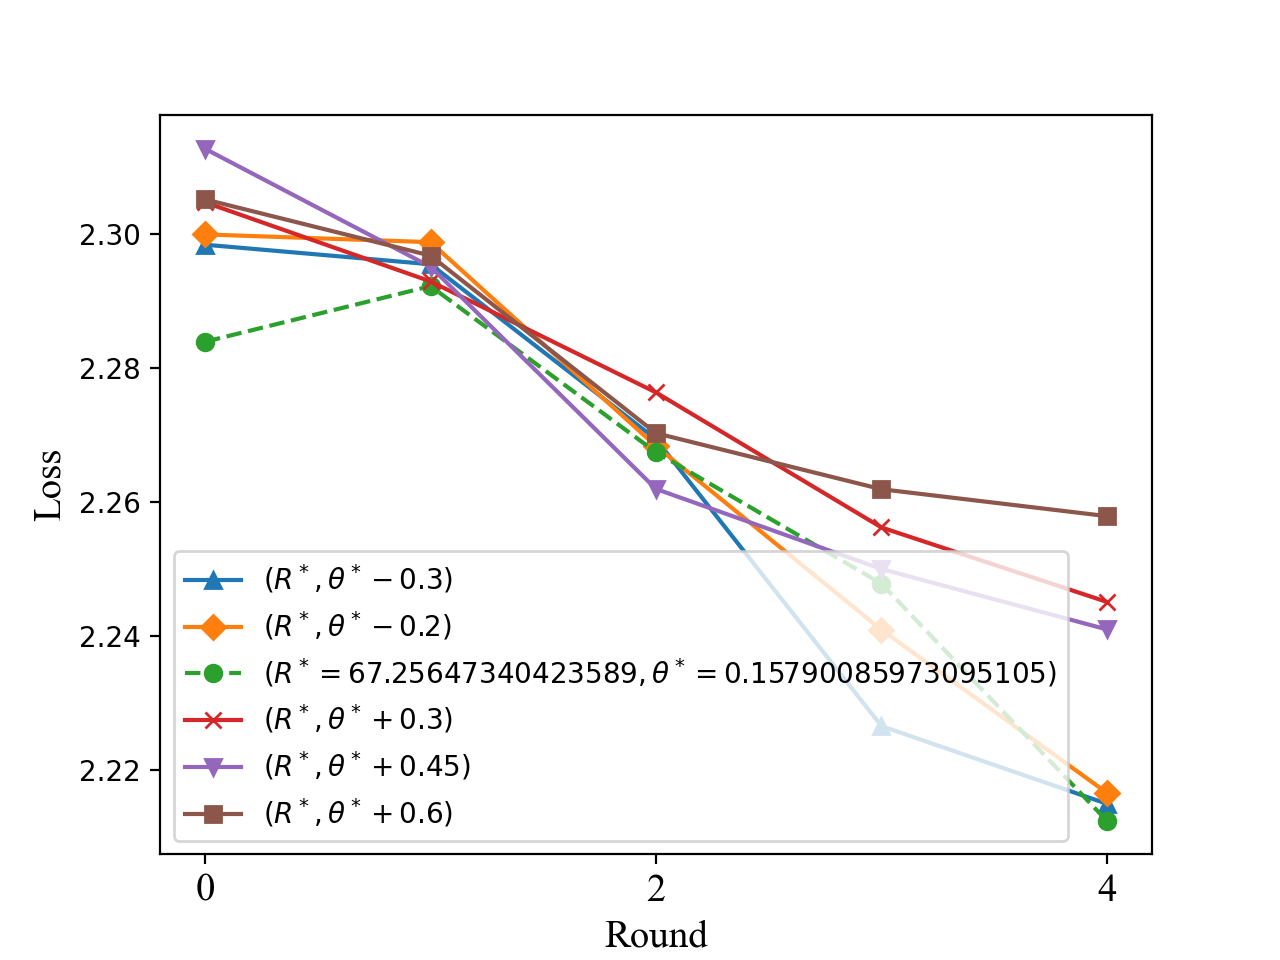 2.30
2.28
2.26
2.24
2.22
Loss
(R*, θ* − 0.3)
(R*, θ* − 0.2)
(R* = 67.25647340423589, θ* = 0.15790085973095105)
(R*, θ* + 0.3)
(R*, θ* + 0.45)
(R*, θ* + 0.6)
0 2 4
Round